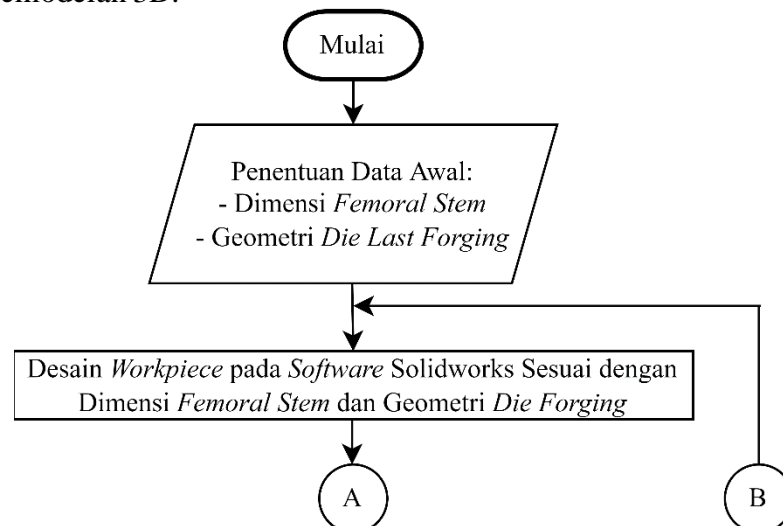 3D.
Mulai
Penentuan Data Awal:
- Dimensi Femoral Stem
- Geometri Die Last Forging
Desain Workpiece pada Software Solidworks Sesuai dengan
Dimensi Femoral Stem dan Geometri Die Forging
A
B